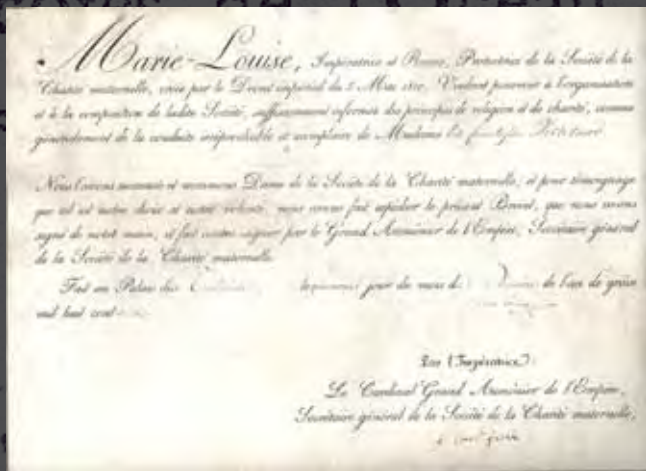 Marie-Louise, Impératrice et Reine, Protectrice de la Société de la
Charité maternelle, créée par le Décret impérial du 5 Mai 1810. Voulant pourvoir à l'organisation
et à la composition de ladite Société, suffisamment informée des principes de religion et de charité, comme
généralement de la conduite irréprochable et exemplaire de Madame
Nous l'avons nommée et nommons Dame de la Société de la Charité maternelle; et pour témoignage
que tel est notre choix et notre volonté, nous avons fait expédier le présent Brevet, que nous avons
signé de notre main, et fait contre-signer par le Grand Aumônier de l'Empire, Secrétaire général
de la Société de la Charité maternelle.
Fait au Palais des jour du mois de de l'an de grâce
mil huit cent
Par l'Impératrice:
Le Cardinal Grand Aumônier de l'Empire,
Secrétaire général de la Société de la Charité maternelle,